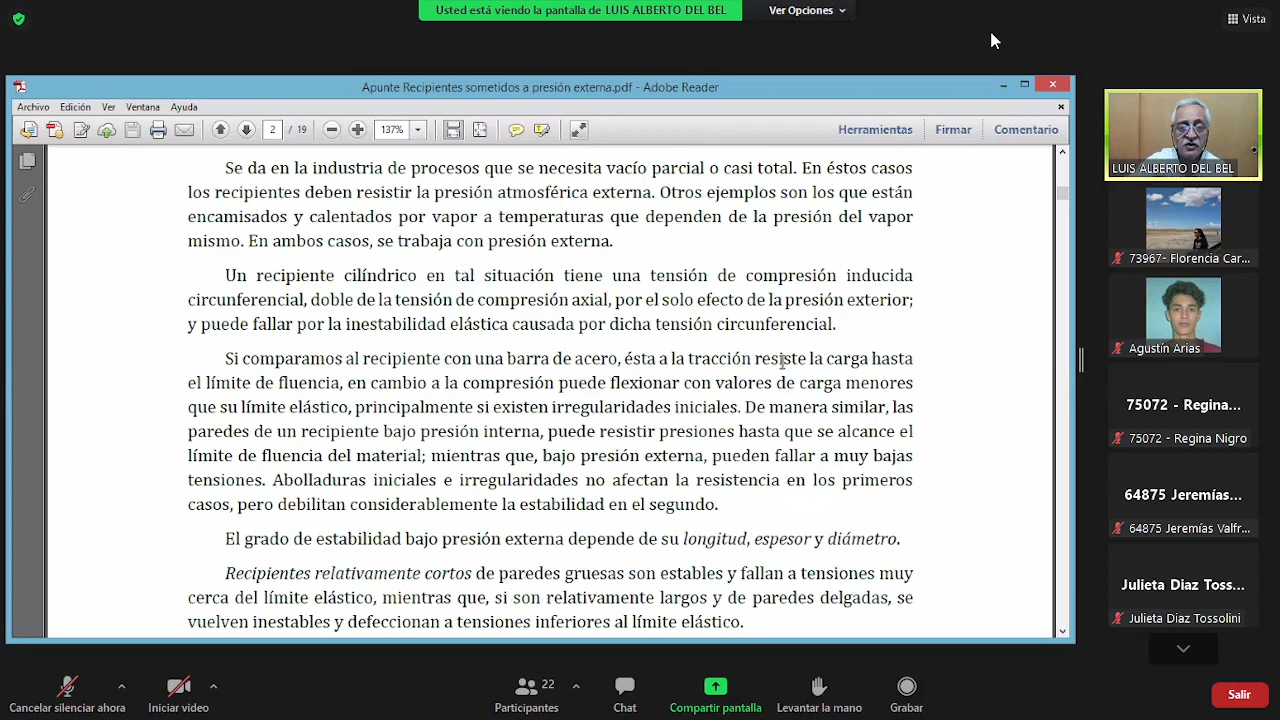 Usted está viendo la pantalla de LUIS ALBERTO DEL BEL
Ver Opciones
Vista
Apunte Recipientes sometidos a presión externa.pdf - Adobe Reader
Archivo Edición Ver Ventana Ayuda
2 / 19 137% Herramientas Firmar Comentario
Se da en la industria de procesos que se necesita vacío parcial o casi total. En éstos casos
los recipientes deben resistir la presión atmosférica externa. Otros ejemplos son los que están
encamisados y calentados por vapor a temperaturas que dependen de la presión del vapor
mismo. En ambos casos, se trabaja con presión externa.
Un recipiente cilíndrico en tal situación tiene una tensión de compresión inducida
circunferencial, doble de la tensión de compresión axial, por el solo efecto de la presión exterior;
y puede fallar por la inestabilidad elástica causada por dicha tensión circunferencial.
Si comparamos al recipiente con una barra de acero, ésta a la tracción resiste la carga hasta
el límite de fluencia, en cambio a la compresión puede flexionar con valores de carga menores
que su límite elástico, principalmente si existen irregularidades iniciales. De manera similar, las
paredes de un recipiente bajo presión interna, puede resistir presiones hasta que se alcance el
límite de fluencia del material; mientras que, bajo presión externa, pueden fallar a muy bajas
tensiones. Abolladuras iniciales e irregularidades no afectan la resistencia en los primeros
casos, pero debilitan considerablemente la estabilidad en el segundo.
El grado de estabilidad bajo presión externa depende de su longitud, espesor y diámetro.
Recipientes relativamente cortos de paredes gruesas son estables y fallan a tensiones muy
cerca del límite elástico, mientras que, si son relativamente largos y de paredes delgadas, se
vuelven inestables y defeccionan a tensiones inferiores al límite elástico.
LUIS ALBERTO DEL BEL
73967- Florencia Car...
Agustín Arias
75072 - Regina...
75072 - Regina Nigro
64875 Jeremías...
64875 Jeremías Valfr...
Julieta Diaz Toss...
Julieta Diaz Tossolini
Cancelar silenciar ahora
Iniciar video
22
Participantes
Chat
Compartir pantalla
Levantar la mano
Grabar
Salir